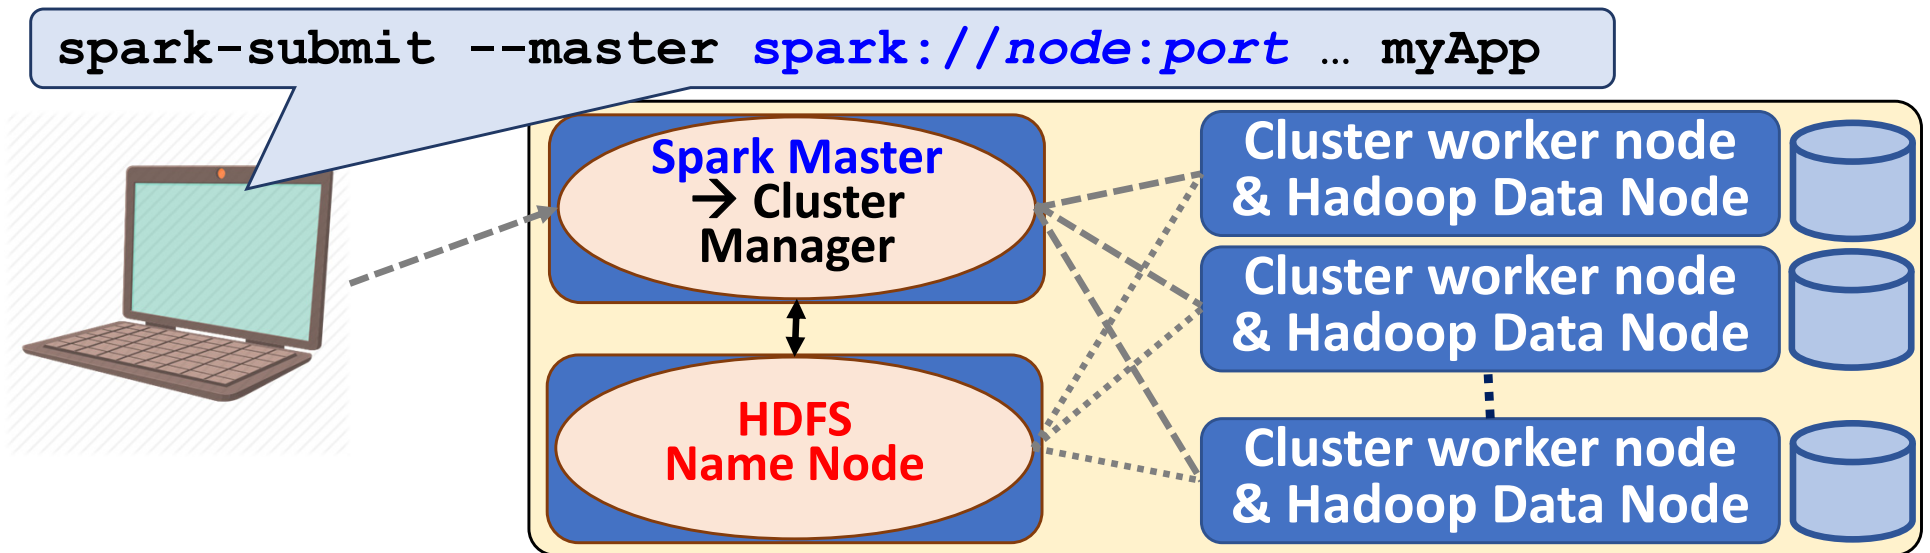 spark-submit --master spark://node:port … myApp
Spark Master
→ Cluster
Manager
HDFS
Name Node
Cluster worker node
& Hadoop Data Node
Cluster worker node
& Hadoop Data Node
Cluster worker node
& Hadoop Data Node